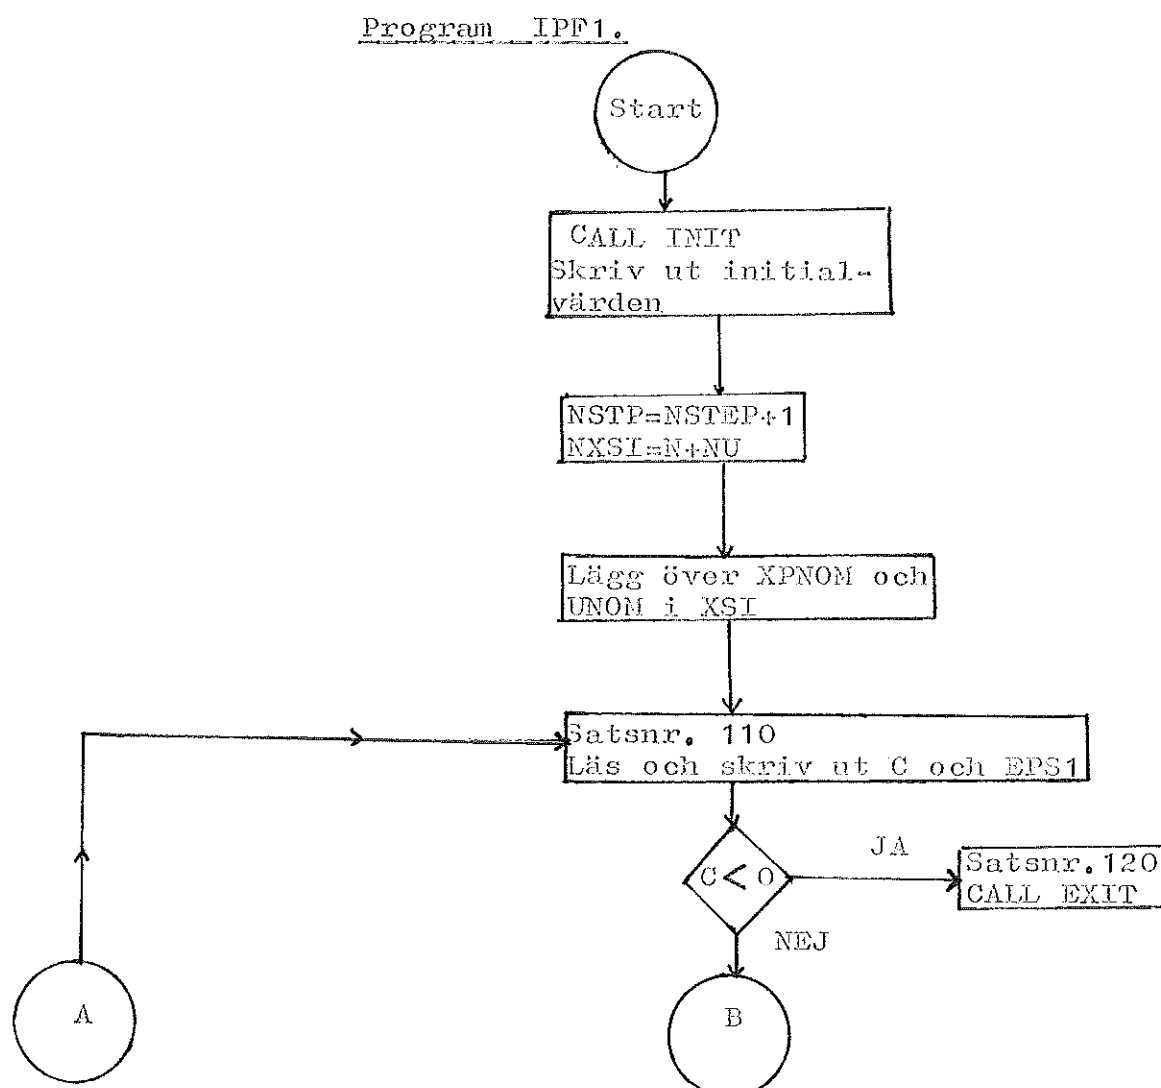 Program IPF1.
Start
CALL INIT
Skriv ut initial-
värden
NSTP=NSTEP+1
NXSI=N+NU
Lägg över XPNOM och
UNOM i XSI
Satsnr. 110
Läs och skriv ut C och EPS1
C < 0
JA
Satsnr.120
CALL EXIT
NEJ
A
B